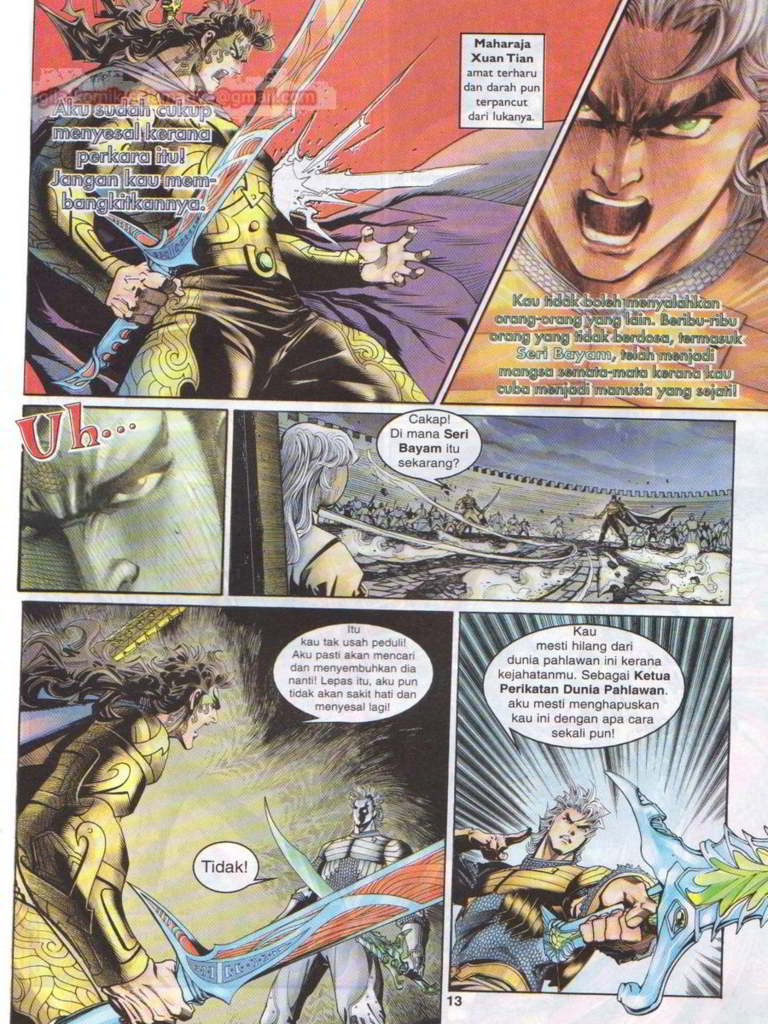 Maharaja
Xuan Tian
amat terharu
dan darah pun
terpancut
dari lukanya.
Aku sudah cukup
menyesal kerana
perkara itu!
Jangan kau mem-
bangkitkannya!
Kau tidak boleh menyalahkan
orang-orang yang lain. Beribu-ribu
orang yang tidak berdosa, termasuk
Seri Bayam, telah menjadi
mangsa semata-mata kerana kau
cuba menjadi manusia yang sejati!
Uh...
Cakap!
Di mana Seri
Bayam itu
sekarang?
Itu
kau tak usah peduli!
Aku pasti akan mencari
dan menyembuhkan dia
nanti! Lepas itu, aku pun
tidak akan sakit hati dan
menyesal lagi!
Tidak!
Kau
mesti hilang dari
dunia pahlawan ini kerana
kejahatanmu. Sebagai Ketua
Perikatan Dunia Pahlawan.
aku mesti menghapuskan
kau ini dengan apa cara
sekali pun!
13